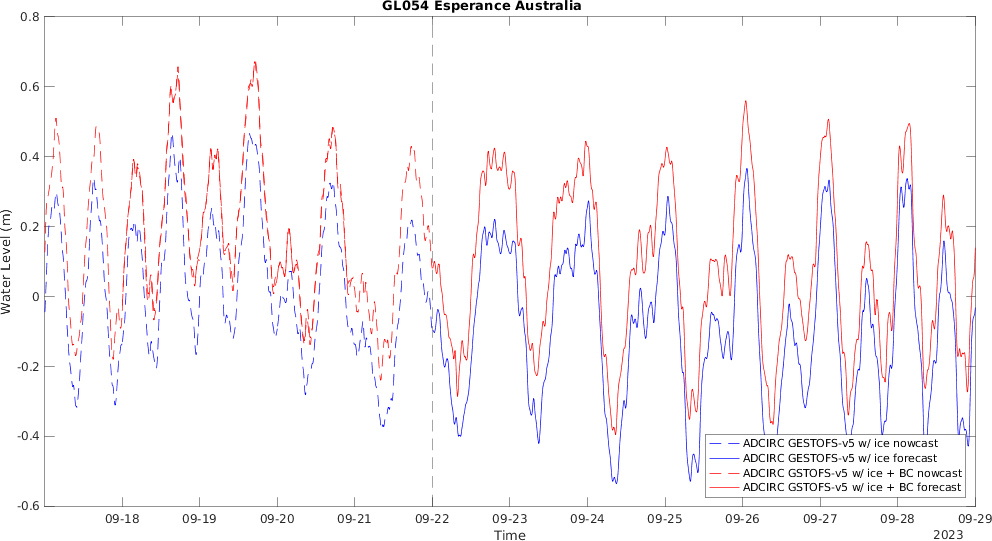 GL054 Esperance Australia
0.8
0.6
0.4
0.2
0
-0.2
-0.4
-0.6
Water Level (m)
ADCIRC GESTOFS-v5 w/ ice nowcast
ADCIRC GESTOFS-v5 w/ ice forecast
ADCIRC GSTOFS-v5 w/ ice + BC nowcast
ADCIRC GSTOFS-v5 w/ ice + BC forecast
09-18 09-19 09-20 09-21 09-22 09-23 09-24 09-25 09-26 09-27 09-28 09-29
Time
2023